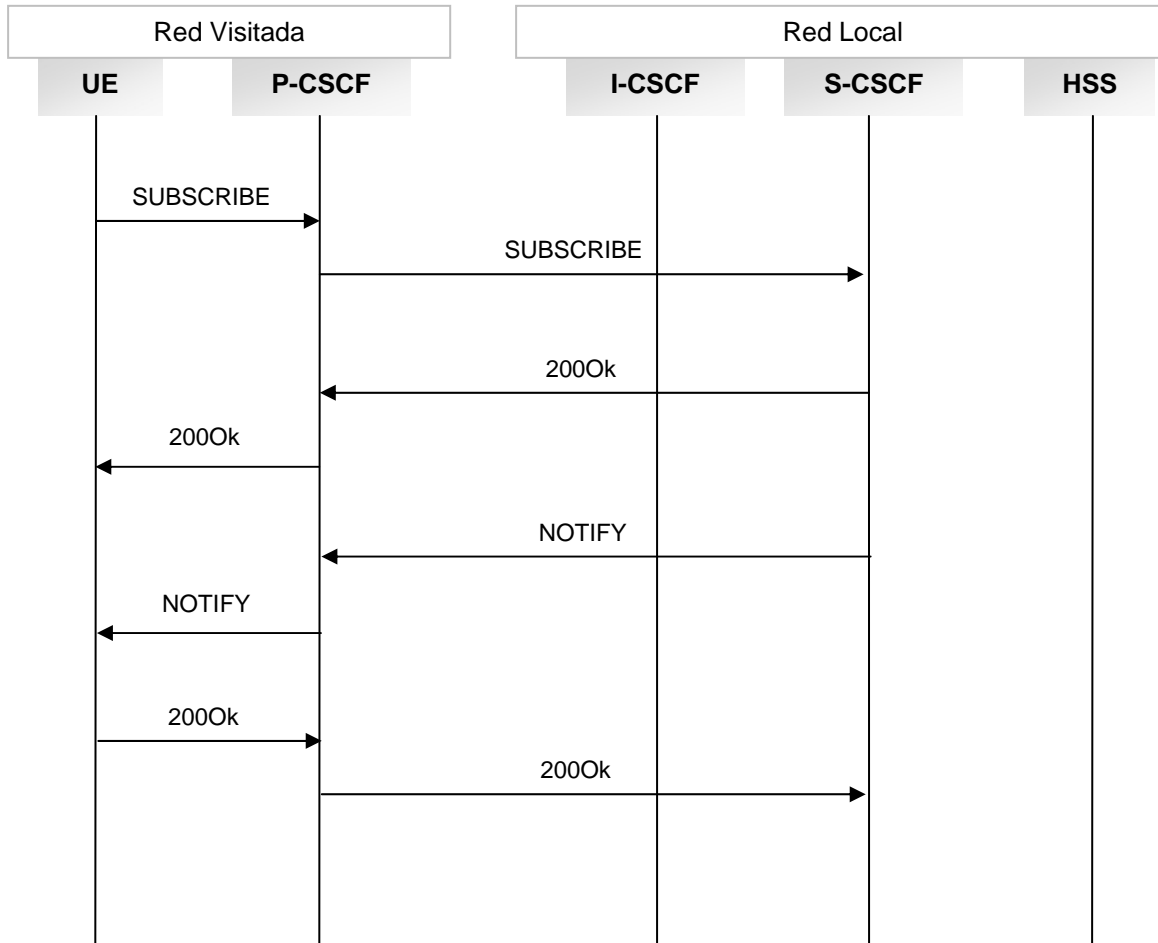 Red Visitada
Red Local
UE
P-CSCF
I-CSCF
S-CSCF
HSS
SUBSCRIBE
SUBSCRIBE
200Ok
200Ok
NOTIFY
NOTIFY
200Ok
200Ok